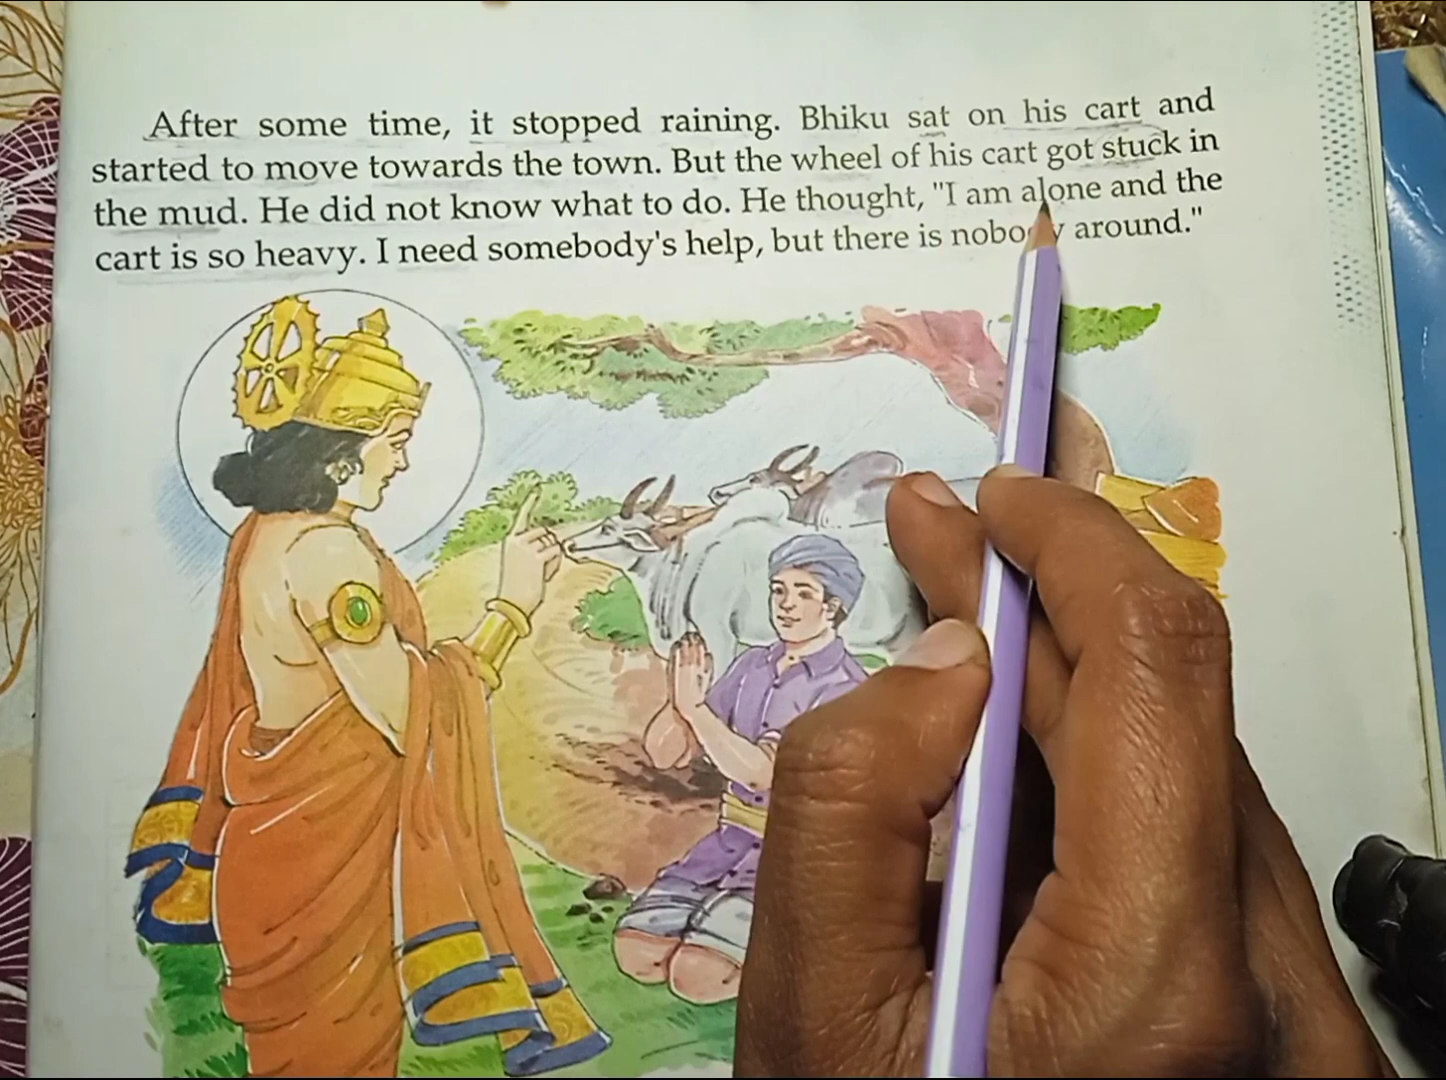 After some time, it stopped raining. Bhiku sat on his cart and
started to move towards the town. But the wheel of his cart got stuck in
the mud. He did not know what to do. He thought, "I am alone and the
cart is so heavy. I need somebody's help, but there is nobody around."